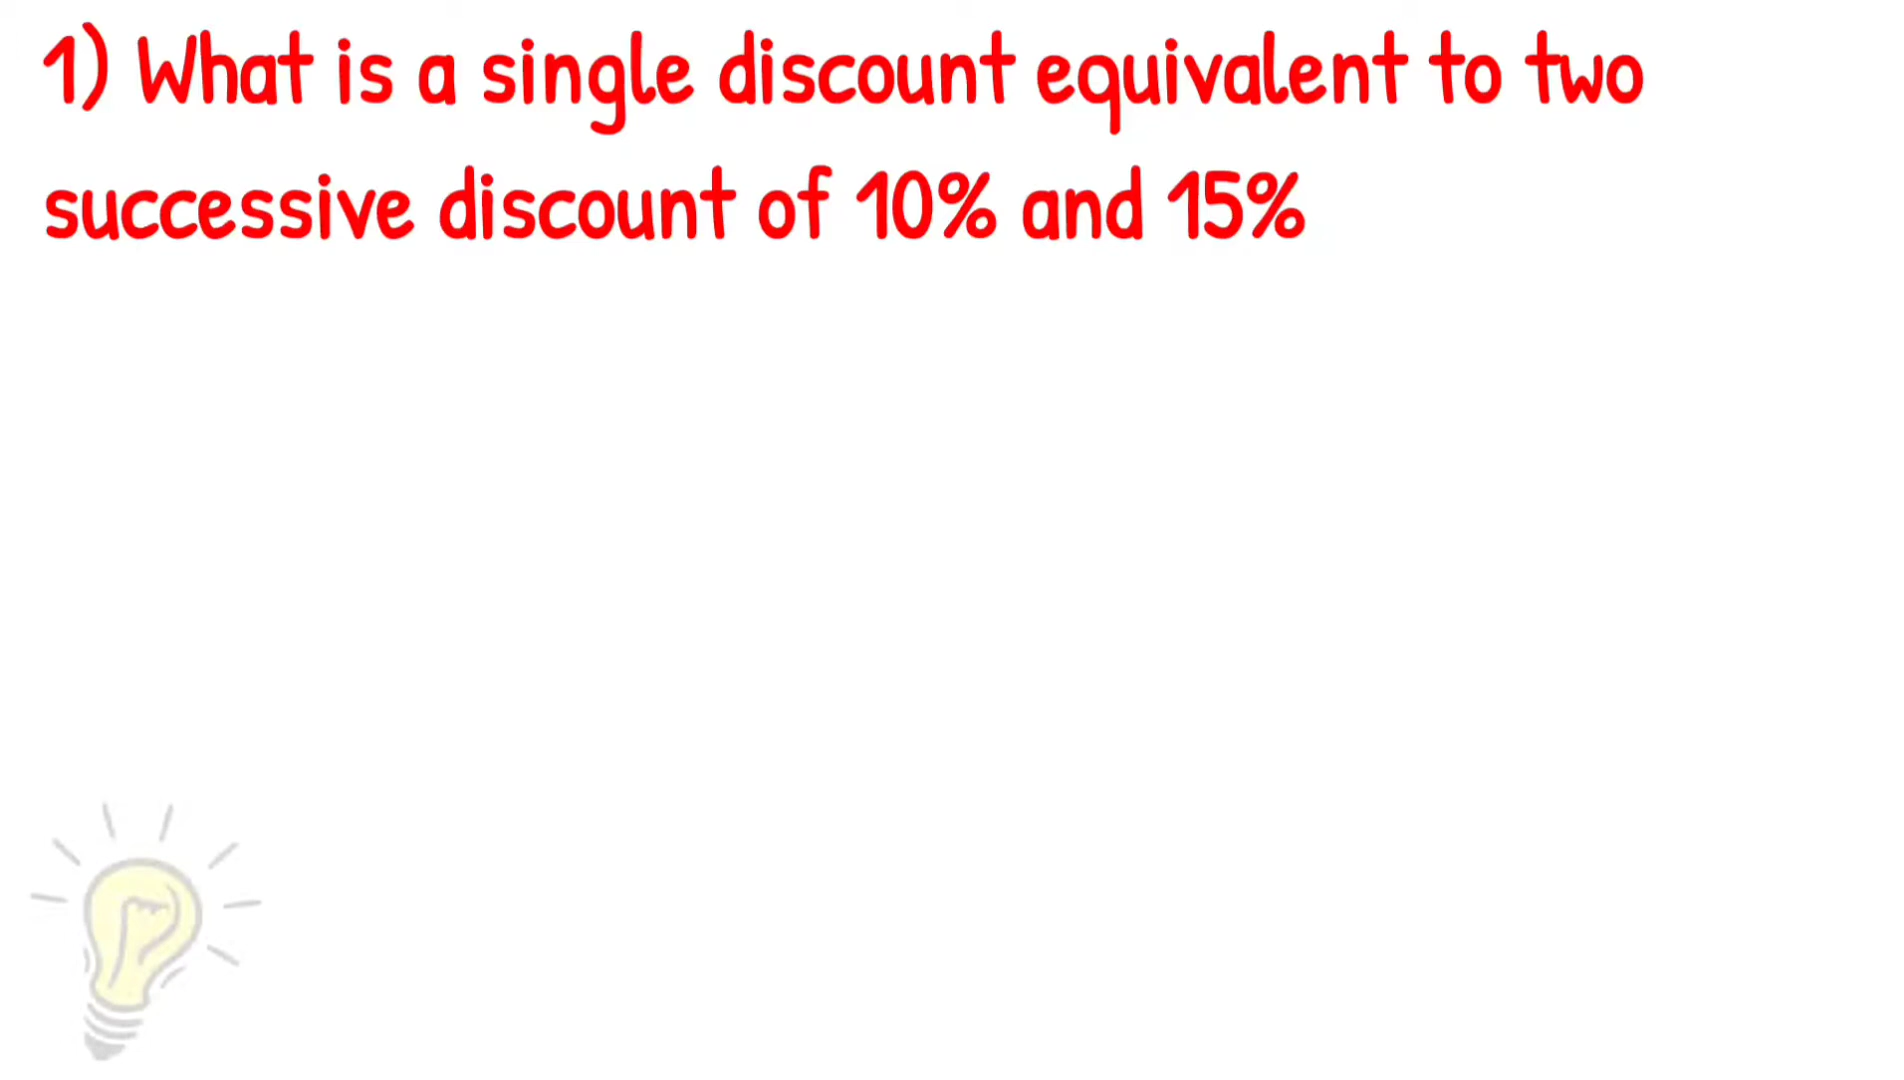 1) What is a single discount equivalent to two
successive discount of 10% and 15%